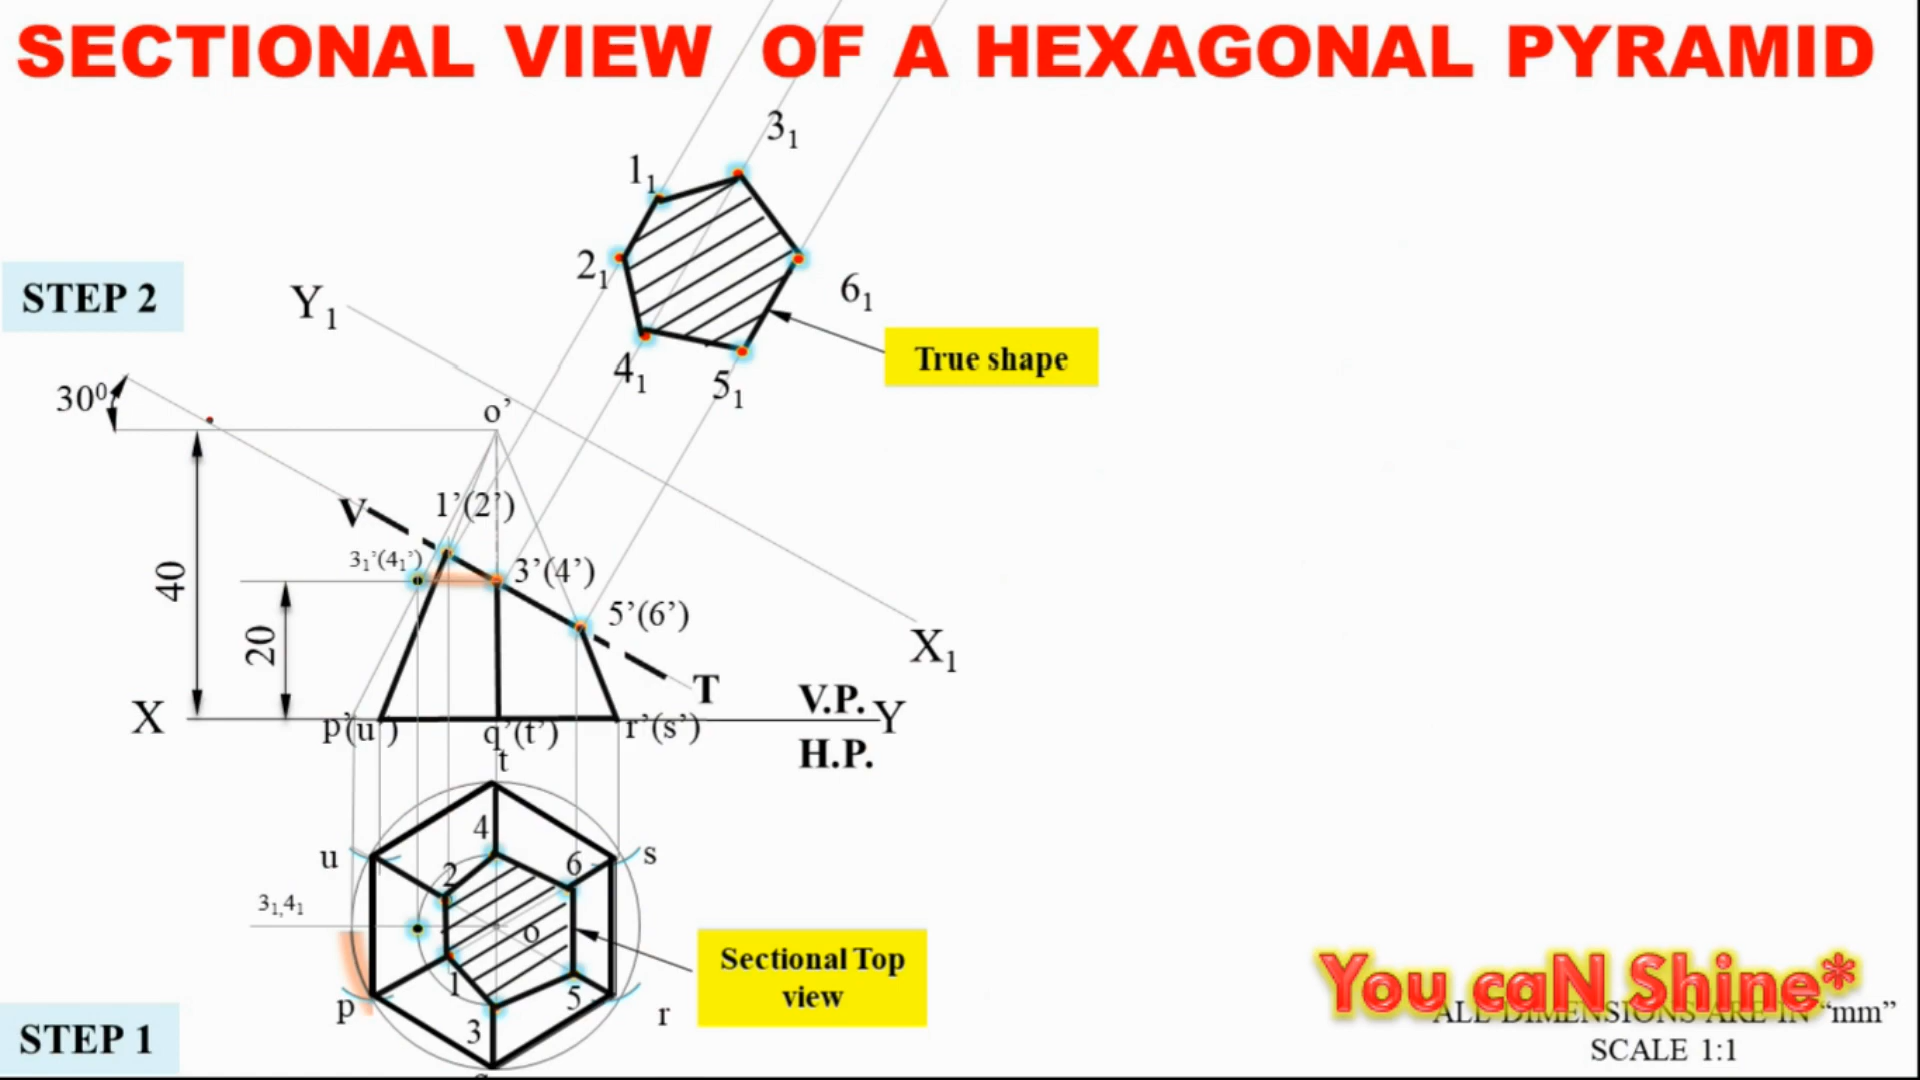 SECTIONAL VIEW OF A HEXAGONAL PYRAMID
3₁
1₁
2₁
6₁
STEP 2
Y₁
True shape
4₁
5₁
30⁰
o’
V
1’(2’)
3₁’(4₁’)
3’(4’)
40
5’(6’)
20
X₁
T
V.P.
X
Y
p’(u’)
q’(t’)
r’(s’)
H.P.
t
4
u
2
6
s
3₁,4₁
o
Sectional Top
view
1
5
p
r
3
STEP 1
You caN Shine*
ALL DIMENSIONS ARE IN “mm”
SCALE 1:1